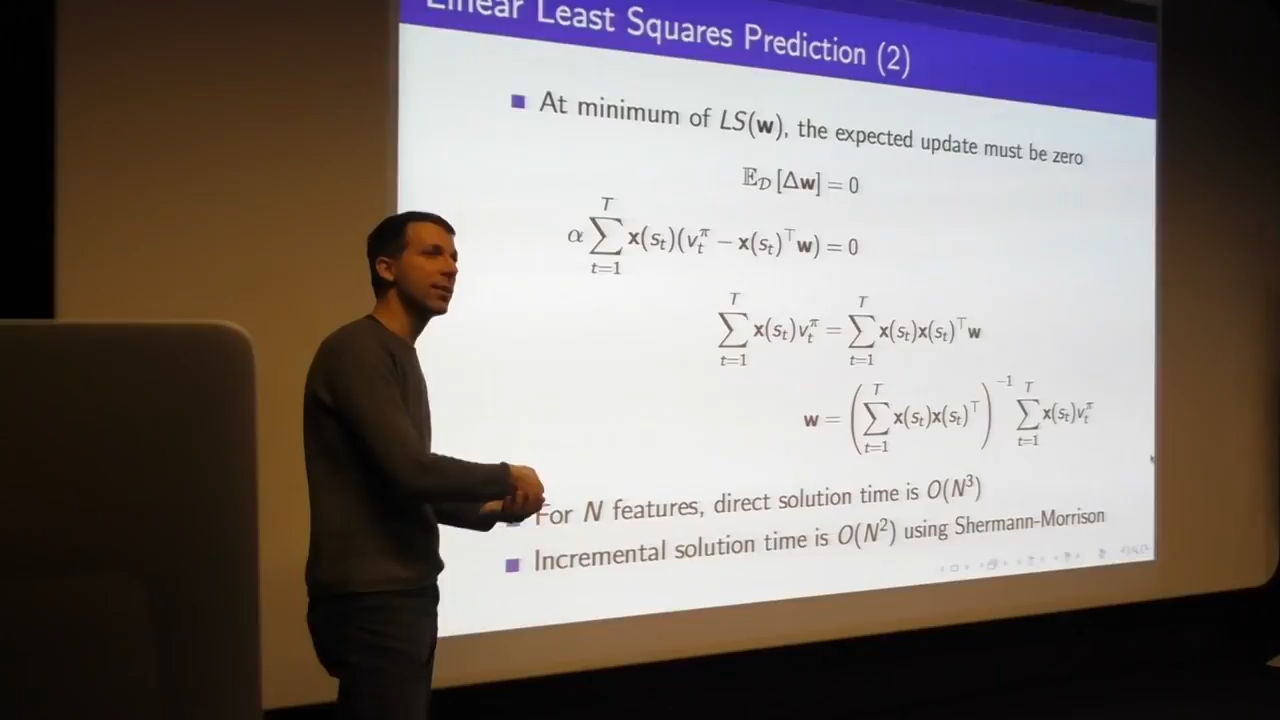 Linear Least Squares Prediction (2)
At minimum of LS(w), the expected update must be zero
𝔼_𝒟 [Δw] = 0
α ∑_{t=1}^{T} x(s_t)(v_t^π − x(s_t)^⊤ w) = 0
∑_{t=1}^{T} x(s_t)v_t^π = ∑_{t=1}^{T} x(s_t)x(s_t)^⊤ w
w = (∑_{t=1}^{T} x(s_t)x(s_t)^⊤)^{−1} ∑_{t=1}^{T} x(s_t)v_t^π
For N features, direct solution time is O(N³)
Incremental solution time is O(N²) using Shermann-Morrison